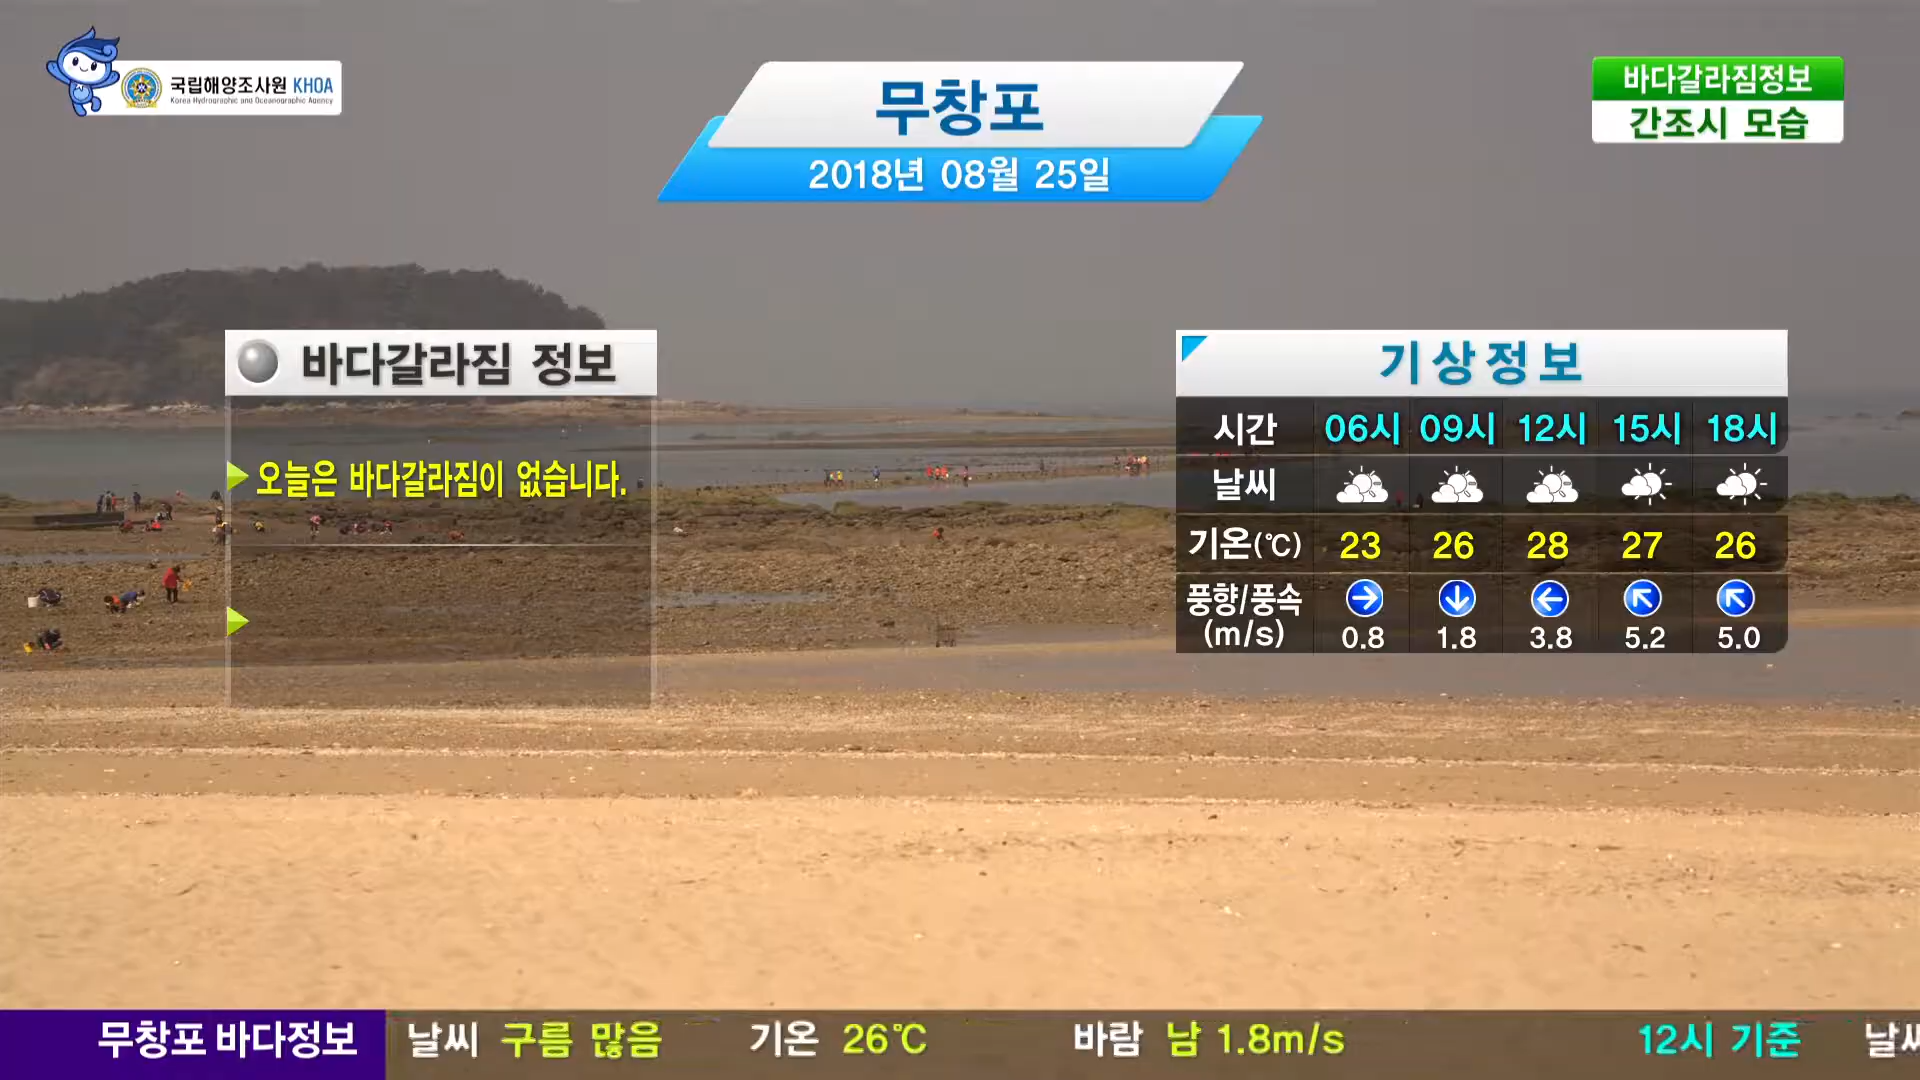 국립해양조사원 KHOA
Korea Hydrographic and Oceanographic Agency
무창포
2018년 08월 25일
바다갈라짐정보
간조시 모습
바다갈라짐 정보
오늘은 바다갈라짐이 없습니다.
기상정보
시간 06시 09시 12시 15시 18시
날씨
기온(℃) 23 26 28 27 26
풍향/풍속
(m/s) 0.8 1.8 3.8 5.2 5.0
무창포 바다정보 날씨 구름 많음 기온 26℃ 바람 남 1.8m/s 12시 기준 날씨